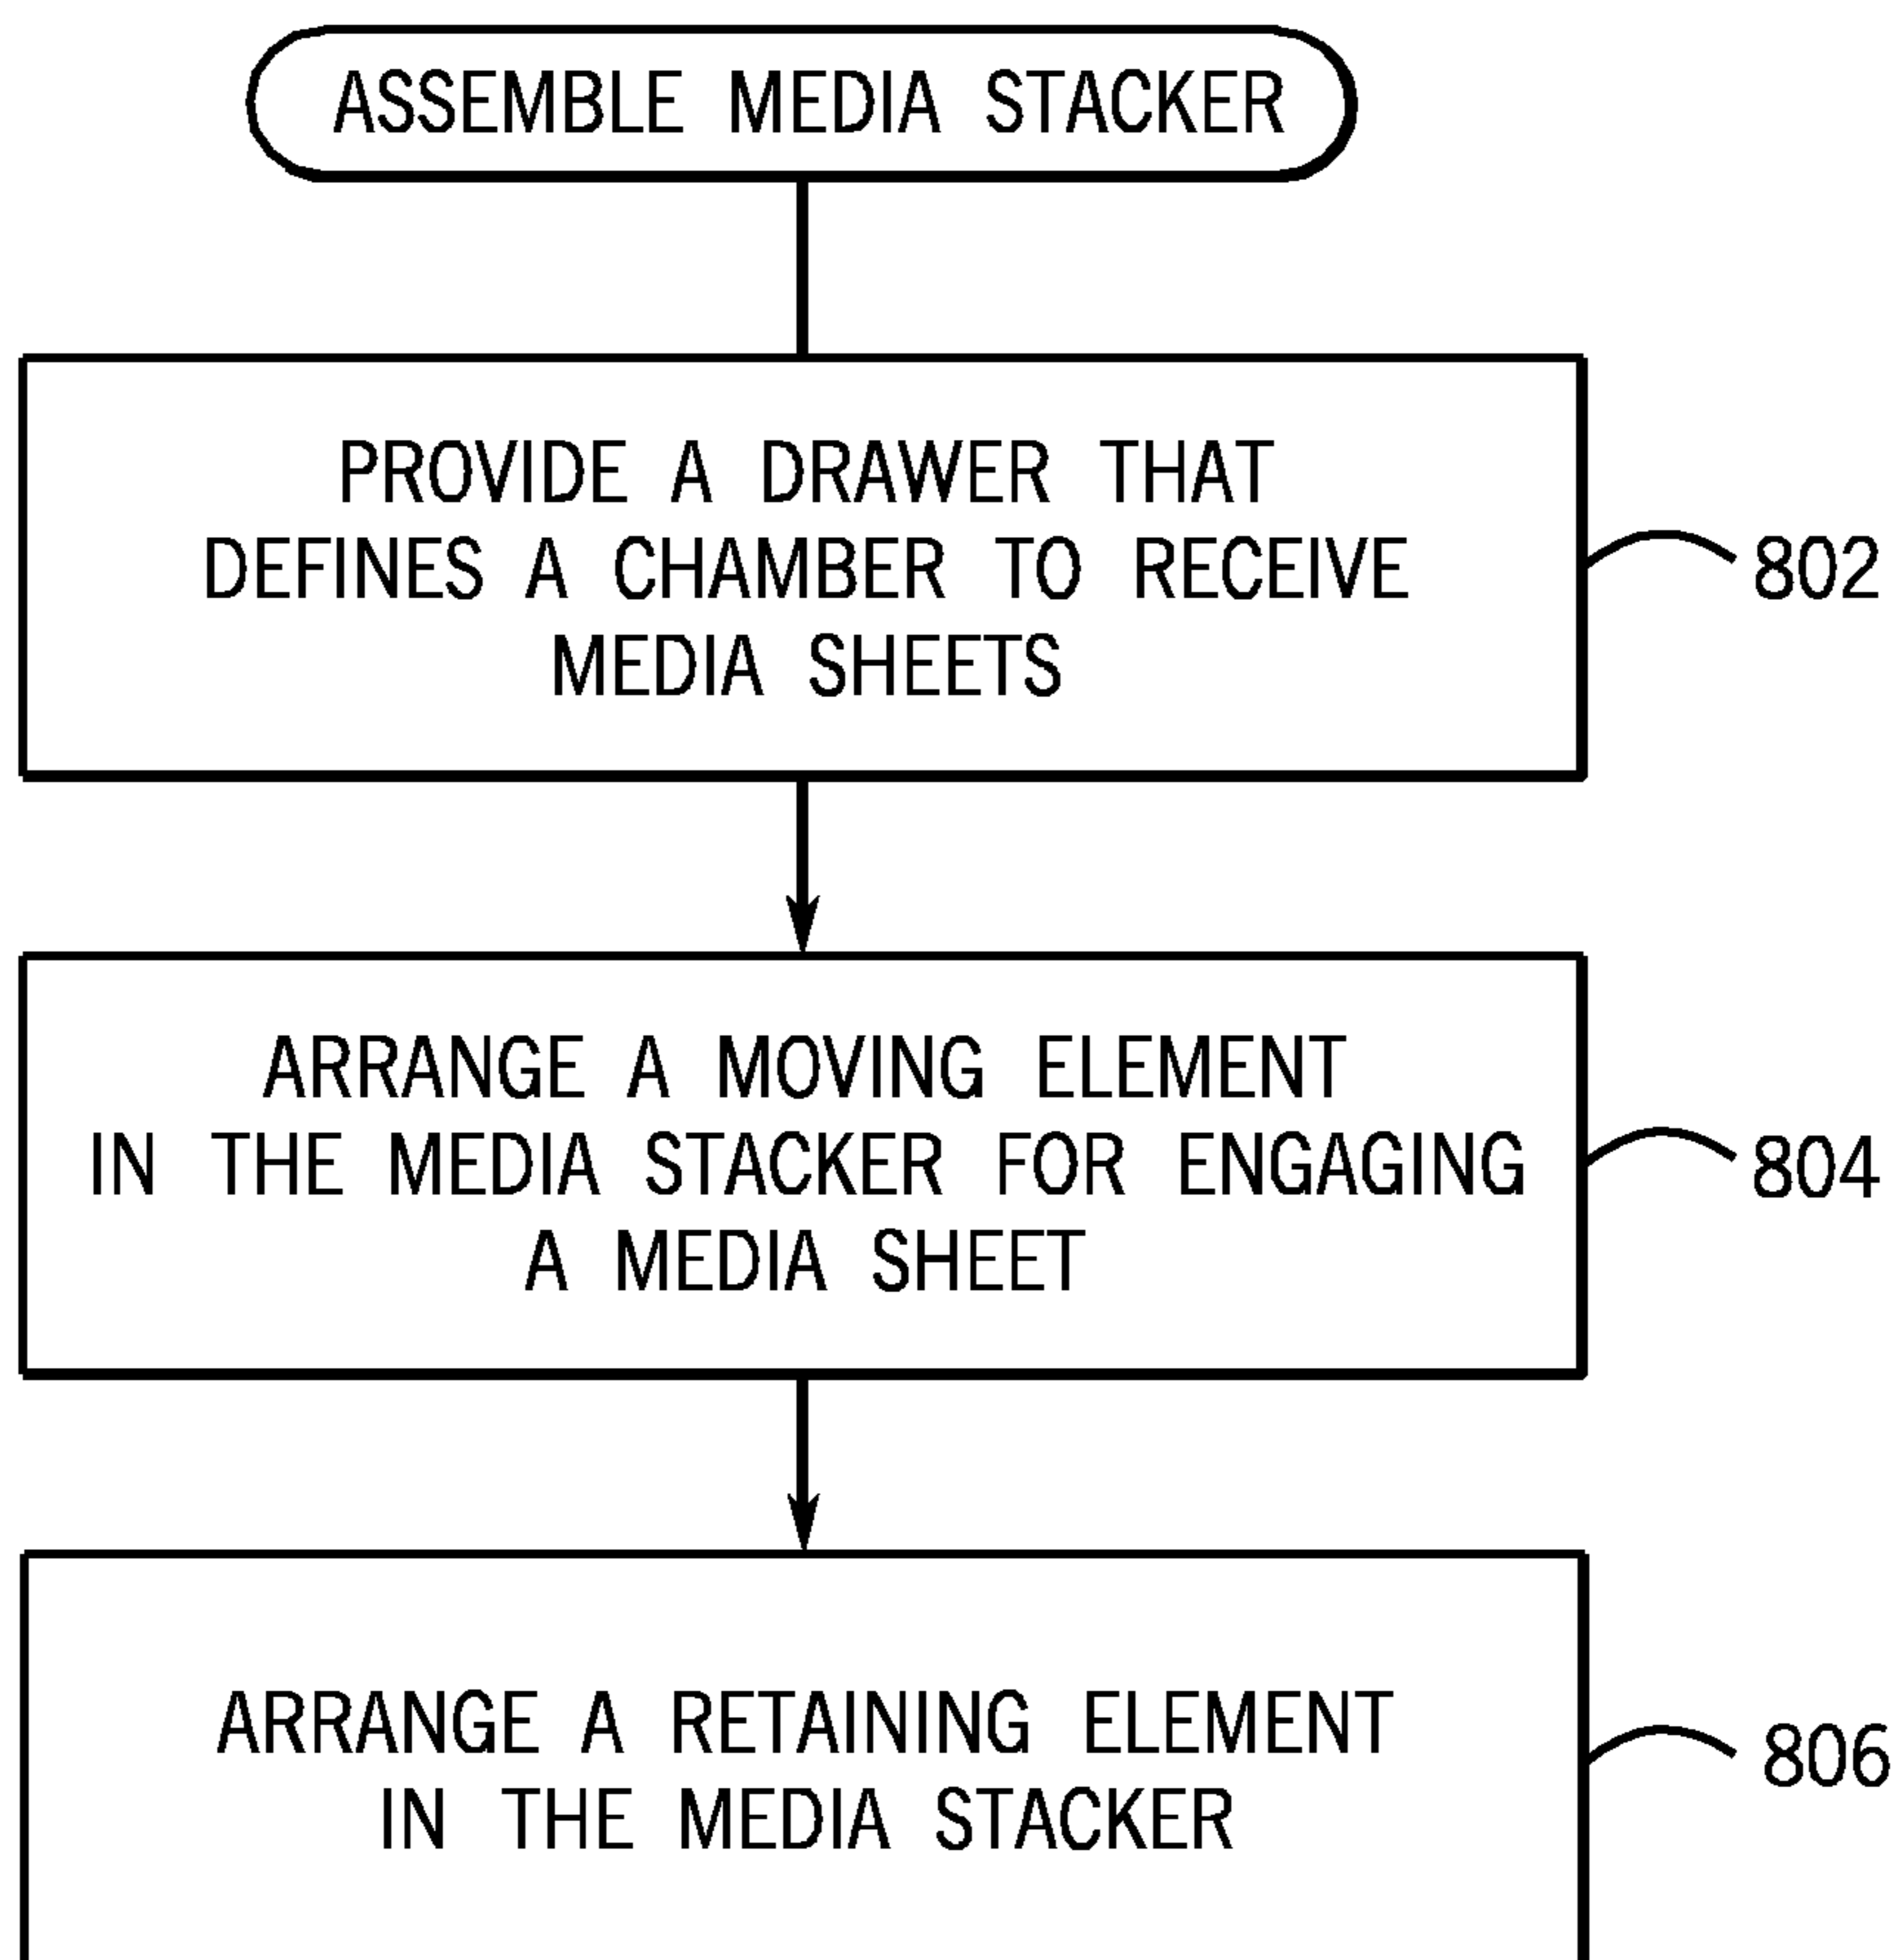 ASSEMBLE MEDIA STACKER
PROVIDE A DRAWER THAT
DEFINES A CHAMBER TO RECEIVE
MEDIA SHEETS
802
ARRANGE A MOVING ELEMENT
IN THE MEDIA STACKER FOR ENGAGING
A MEDIA SHEET
804
ARRANGE A RETAINING ELEMENT
IN THE MEDIA STACKER
806